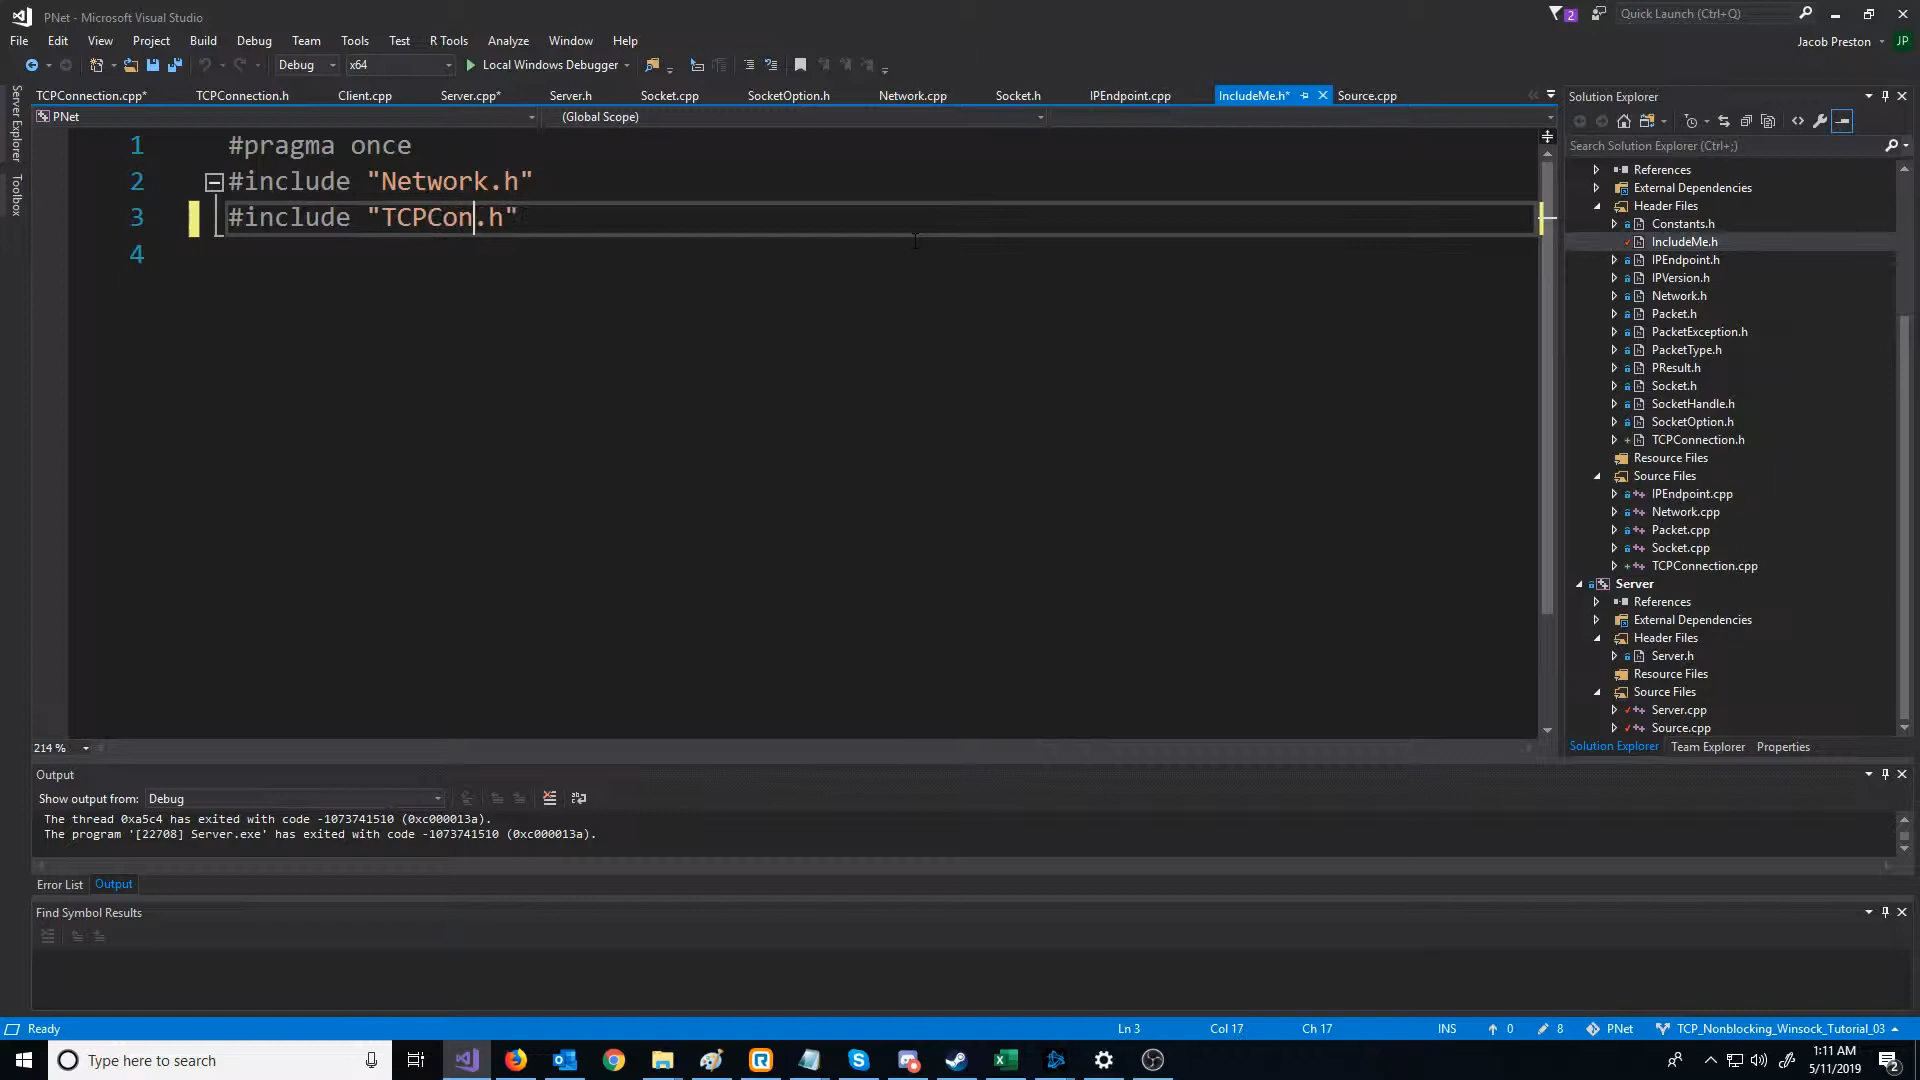 PNet - Microsoft Visual Studio
2
Quick Launch (Ctrl+Q)
File Edit View Project Build Debug Team Tools Test R Tools Analyze Window Help
Jacob Preston JP
Debug x64 Local Windows Debugger
Server Explorer
Toolbox
TCPConnection.cpp* TCPConnection.h Client.cpp Server.cpp* Server.h Socket.cpp SocketOption.h Network.cpp Socket.h IPEndpoint.cpp IncludeMe.h* Source.cpp
PNet (Global Scope)
1 #pragma once
2 #include "Network.h"
3 #include "TCPCon.h"
4
214 %
Solution Explorer
Search Solution Explorer (Ctrl+;)
References
External Dependencies
Header Files
Constants.h
IncludeMe.h
IPEndpoint.h
IPVersion.h
Network.h
Packet.h
PacketException.h
PacketType.h
PResult.h
Socket.h
SocketHandle.h
SocketOption.h
TCPConnection.h
Resource Files
Source Files
IPEndpoint.cpp
Network.cpp
Packet.cpp
Socket.cpp
TCPConnection.cpp
Server
References
External Dependencies
Header Files
Server.h
Resource Files
Source Files
Server.cpp
Source.cpp
Solution Explorer Team Explorer Properties
Output
Show output from: Debug
The thread 0xa5c4 has exited with code -1073741510 (0xc000013a).
The program '[22708] Server.exe' has exited with code -1073741510 (0xc000013a).
Error List Output
Find Symbol Results
Ready Ln 3 Col 17 Ch 17 INS 0 8 PNet TCP_Nonblocking_Winsock_Tutorial_03
Type here to search
1:11 AM
5/11/2019
2